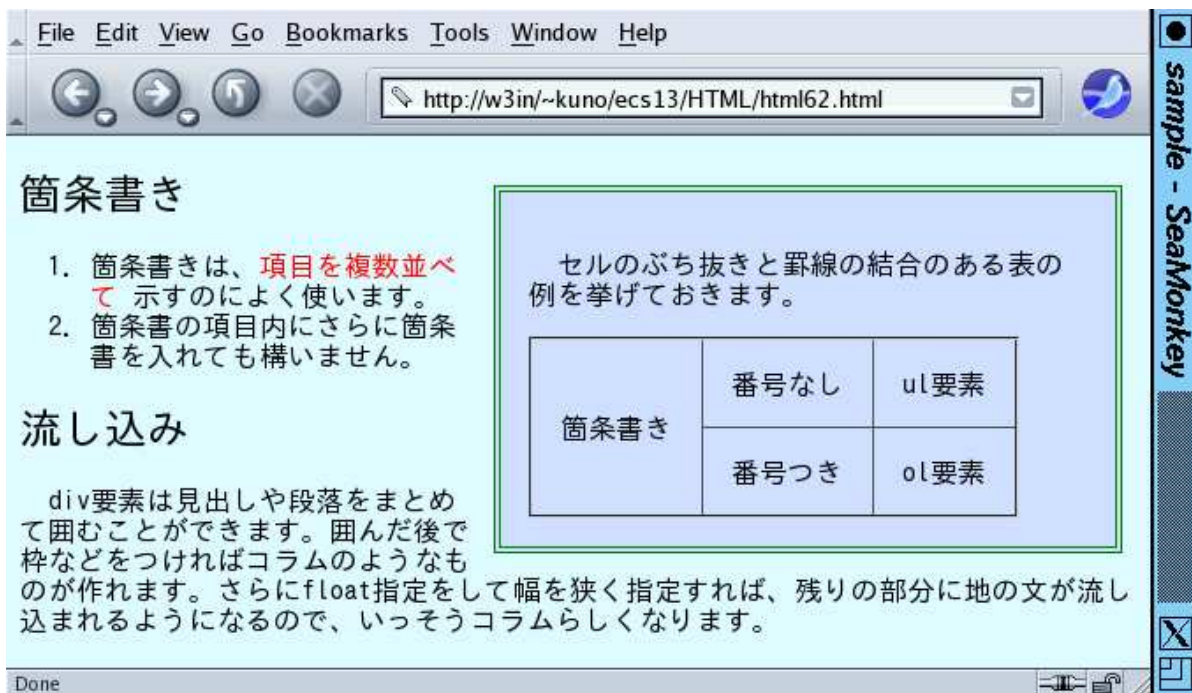 File Edit View Go Bookmarks Tools Window Help
http://w3in/~kuno/ecs13/HTML/html62.html
sample - SeaMonkey
箇条書き
1. 箇条書きは、項目を複数並べ
て 示すのによく使います。
2. 箇条書の項目内にさらに箇条
書を入れても構いません。
セルのぶち抜きと罫線の結合のある表の
例を挙げておきます。
箇条書き
番号なし ul要素
番号つき ol要素
流し込み
div要素は見出しや段落をまとめ
て囲むことができます。囲んだ後で
枠などをつければコラムのようなも
のが作れます。さらにfloat指定をして幅を狭く指定すれば、残りの部分に地の文が流し
込まれるようになるので、いっそうコラムらしくなります。
Done